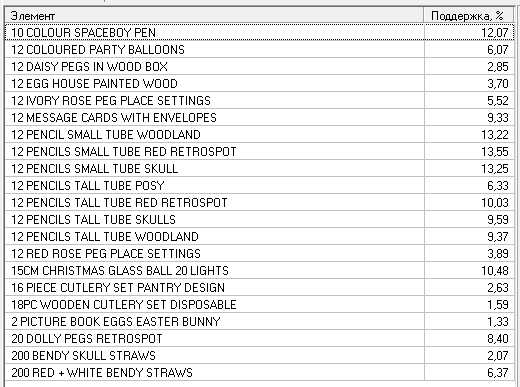 Элемент Поддержка, %
10 COLOUR SPACEBOY PEN 12,07
12 COLOURED PARTY BALLOONS 6,07
12 DAISY PEGS IN WOOD BOX 2,85
12 EGG HOUSE PAINTED WOOD 3,70
12 IVORY ROSE PEG PLACE SETTINGS 5,52
12 MESSAGE CARDS WITH ENVELOPES 9,33
12 PENCIL SMALL TUBE WOODLAND 13,22
12 PENCILS SMALL TUBE RED RETROSPOT 13,55
12 PENCILS SMALL TUBE SKULL 13,25
12 PENCILS TALL TUBE POSY 6,33
12 PENCILS TALL TUBE RED RETROSPOT 10,03
12 PENCILS TALL TUBE SKULLS 9,59
12 PENCILS TALL TUBE WOODLAND 9,37
12 RED ROSE PEG PLACE SETTINGS 3,89
15CM CHRISTMAS GLASS BALL 20 LIGHTS 10,48
16 PIECE CUTLERY SET PANTRY DESIGN 2,63
18PC WOODEN CUTLERY SET DISPOSABLE 1,59
2 PICTURE BOOK EGGS EASTER BUNNY 1,33
20 DOLLY PEGS RETROSPOT 8,40
200 BENDY SKULL STRAWS 2,07
200 RED + WHITE BENDY STRAWS 6,37